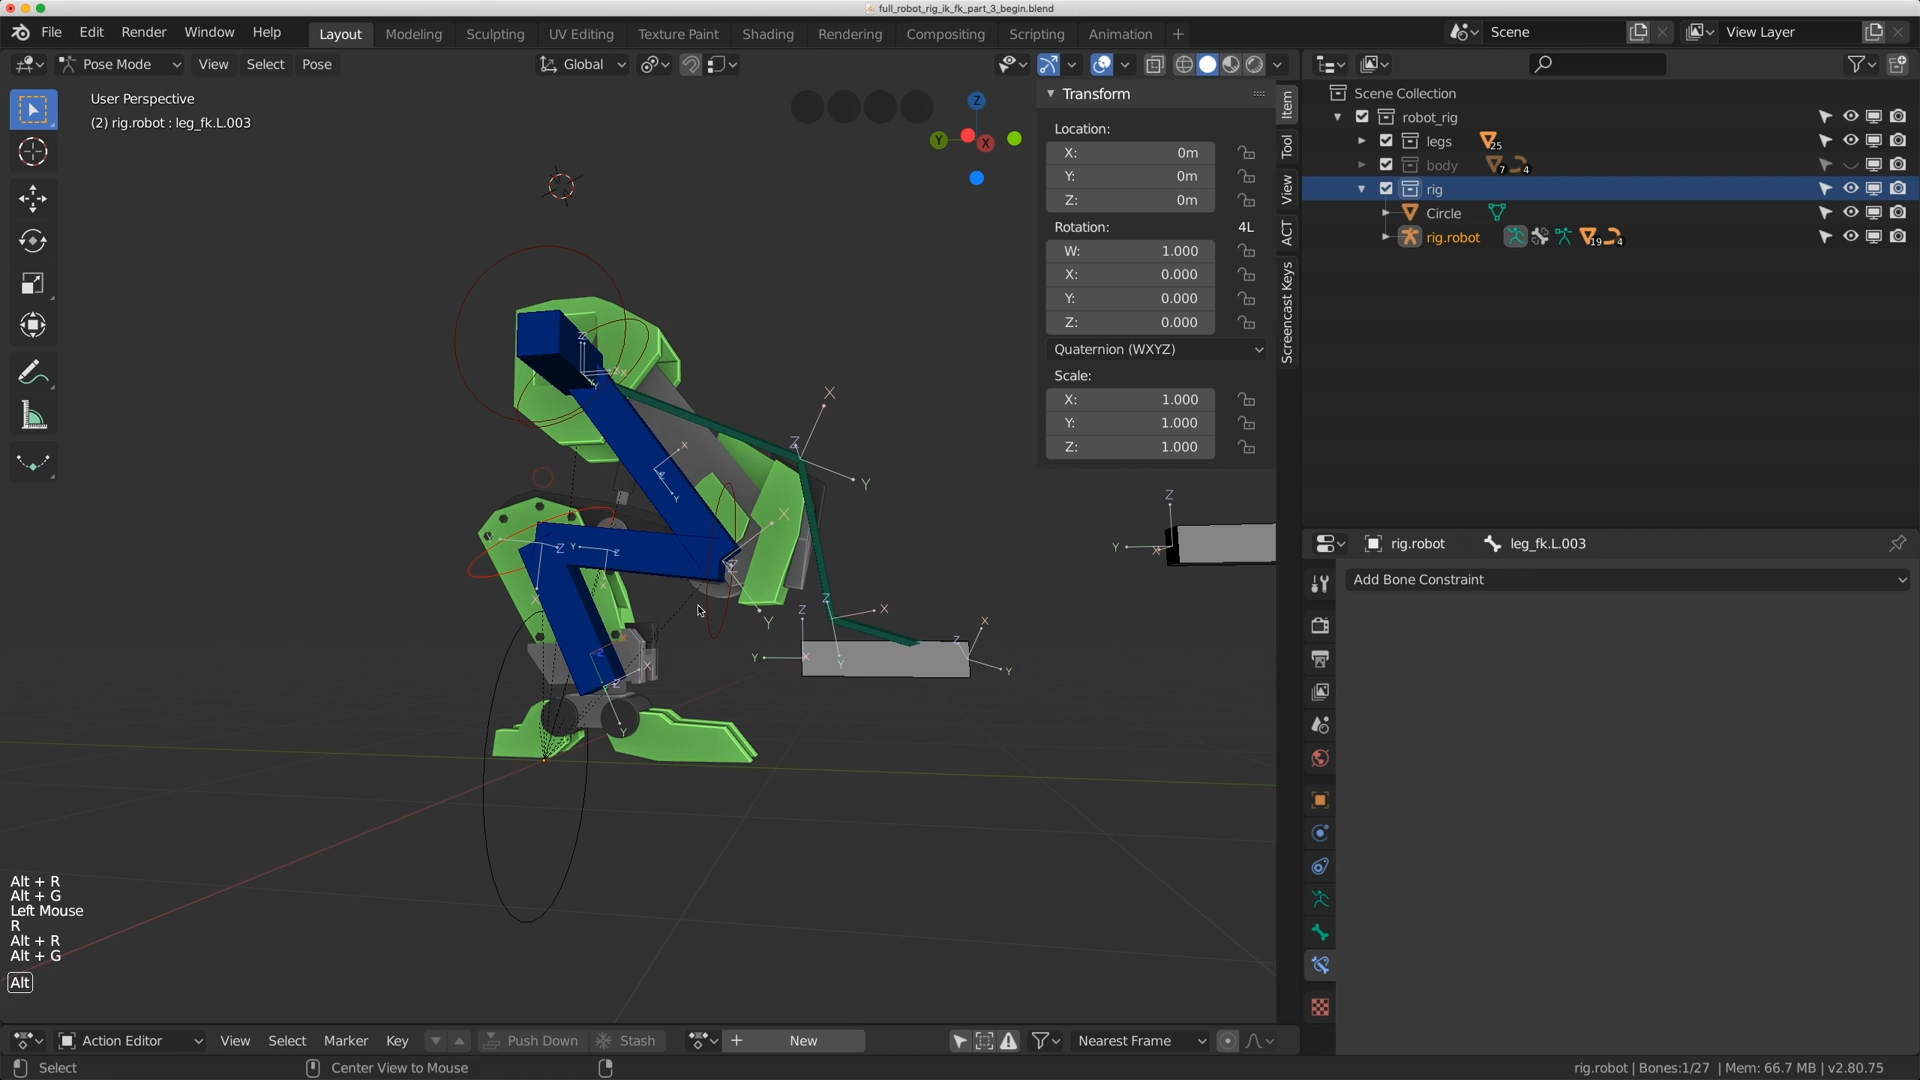 full_robot_rig_ik_fk_part_3_begin.blend
File Edit Render Window Help
Layout Modeling Sculpting UV Editing Texture Paint Shading Rendering Compositing Scripting Animation +
Scene
View Layer
Pose Mode View Select Pose
Global
User Perspective
(2) rig.robot : leg_fk.L.003
Transform
Location:
X: 0m
Y: 0m
Z: 0m
Rotation: 4L
W: 1.000
X: 0.000
Y: 0.000
Z: 0.000
Quaternion (WXYZ)
Scale:
X: 1.000
Y: 1.000
Z: 1.000
Item
Tool
View
ACT
Screencast Keys
Scene Collection
robot_rig
legs 25
body 7 4
rig
Circle
rig.robot 19 4
rig.robot leg_fk.L.003
Add Bone Constraint
Alt + R
Alt + G
Left Mouse
R
Alt + R
Alt + G
Alt
Action Editor View Select Marker Key Push Down Stash + New Nearest Frame
Select Center View to Mouse
rig.robot | Bones:1/27 | Mem: 66.7 MB | v2.80.75